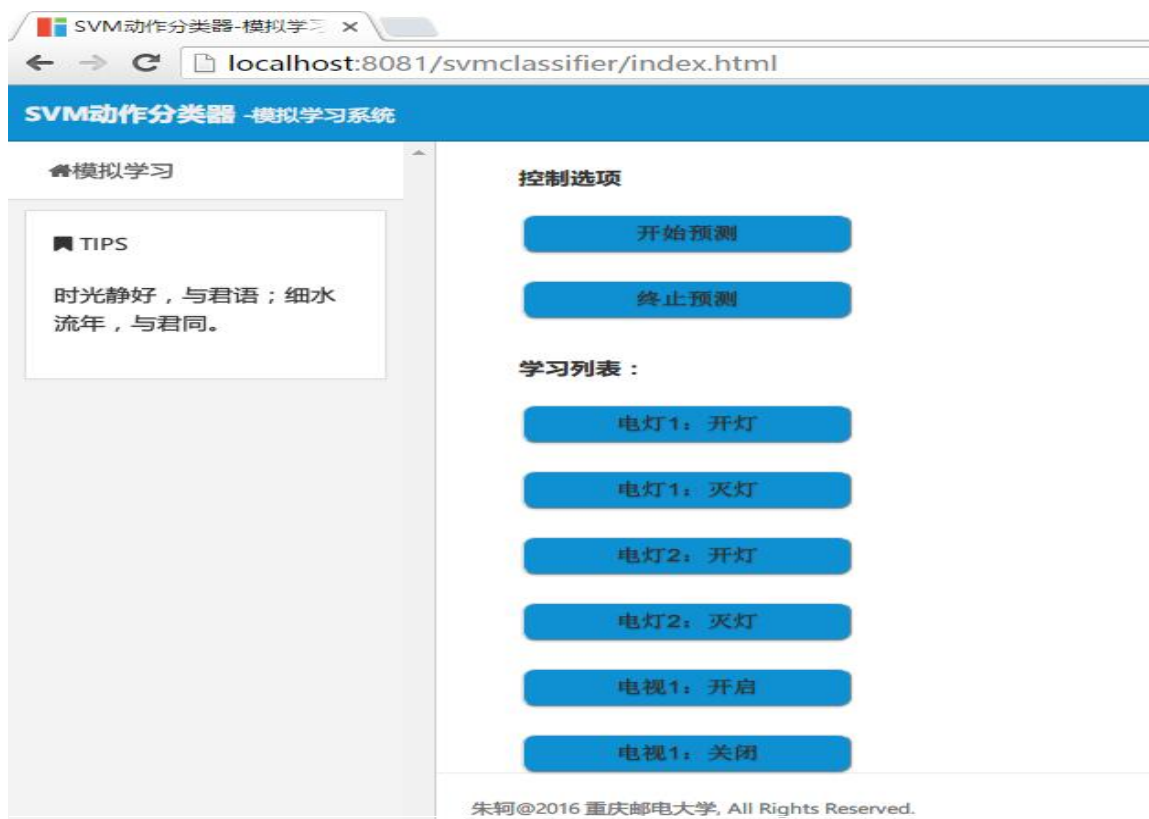 SVM动作分类器-模拟学习
localhost:8081/svmclassifier/index.html
SVM动作分类器 -模拟学习系统
模拟学习
TIPS
时光静好，与君语；细水
流年，与君同。
控制选项
开始预测
终止预测
学习列表：
电灯1：开灯
电灯1：灭灯
电灯2：开灯
电灯2：灭灯
电视1：开启
电视1：关闭
朱轲@2016 重庆邮电大学, All Rights Reserved.